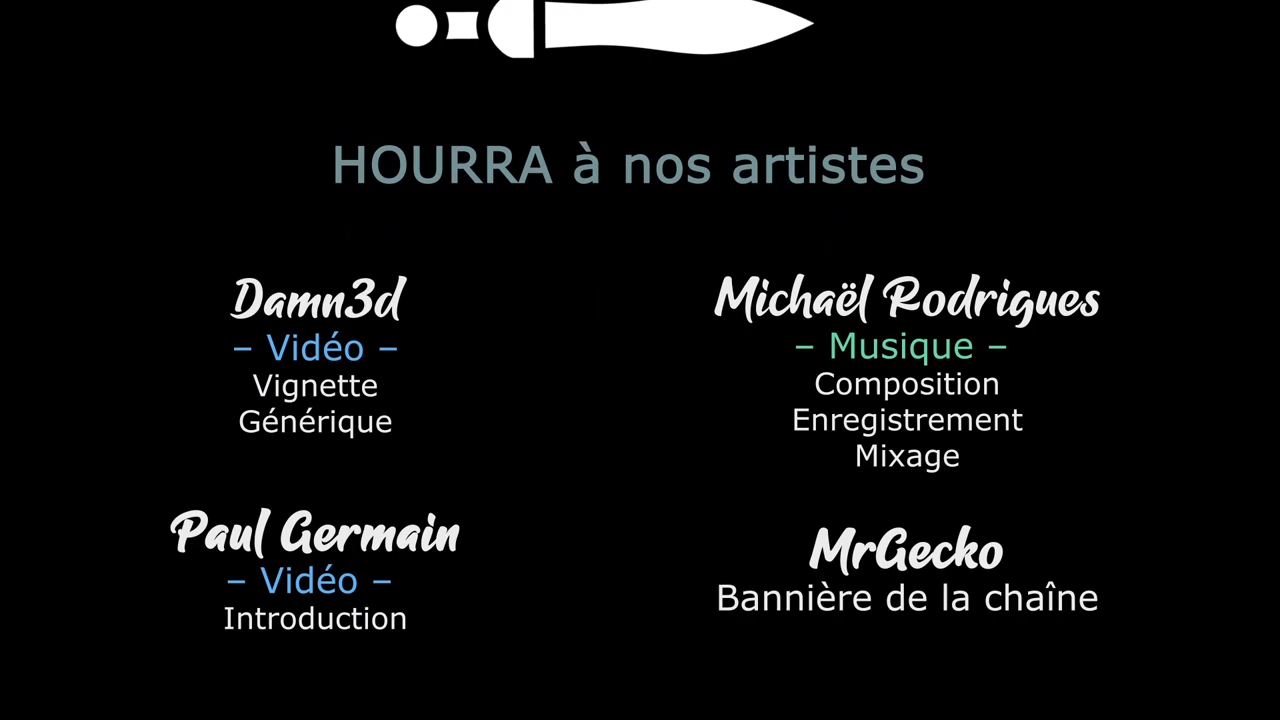 HOURRA à nos artistes
Damn3d
– Vidéo –
Vignette
Générique
Paul Germain
– Vidéo –
Introduction
Michaël Rodrigues
– Musique –
Composition
Enregistrement
Mixage
MrGecko
Bannière de la chaîne